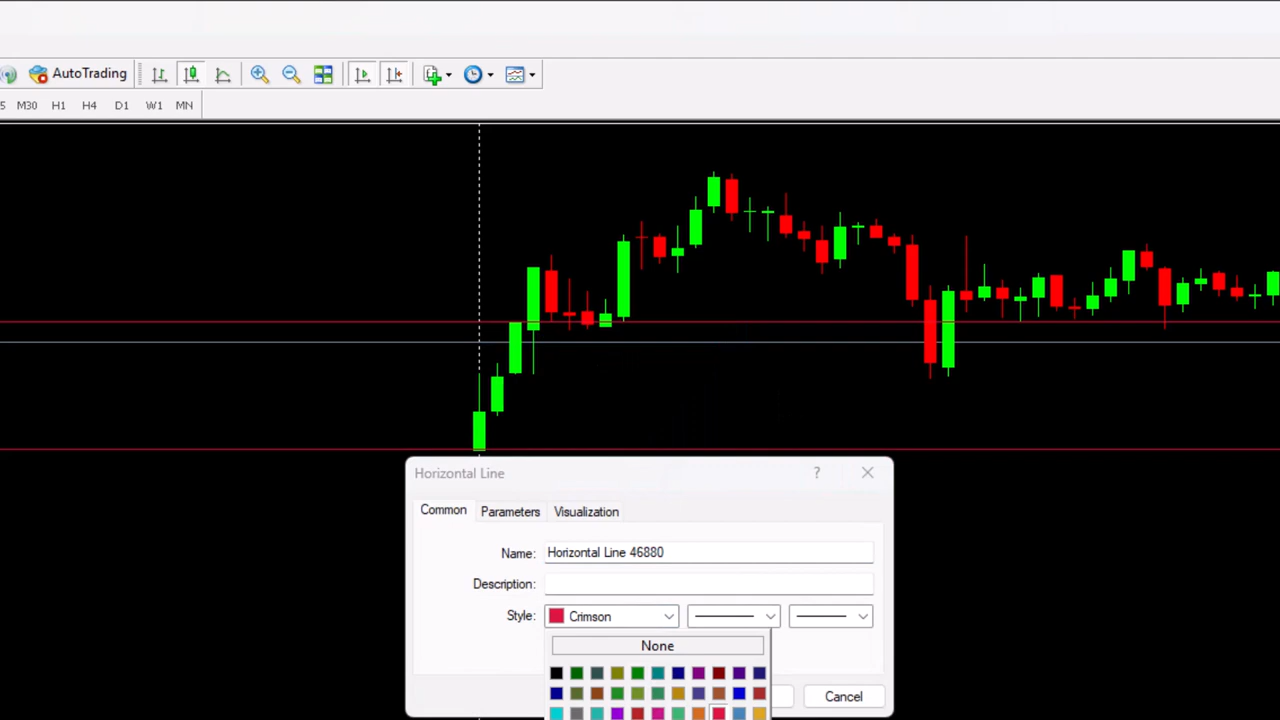 AutoTrading
5 M30 H1 H4 D1 W1 MN
Horizontal Line
?
Common Parameters Visualization
Name: Horizontal Line 46880
Description:
Style: Crimson
None
Cancel